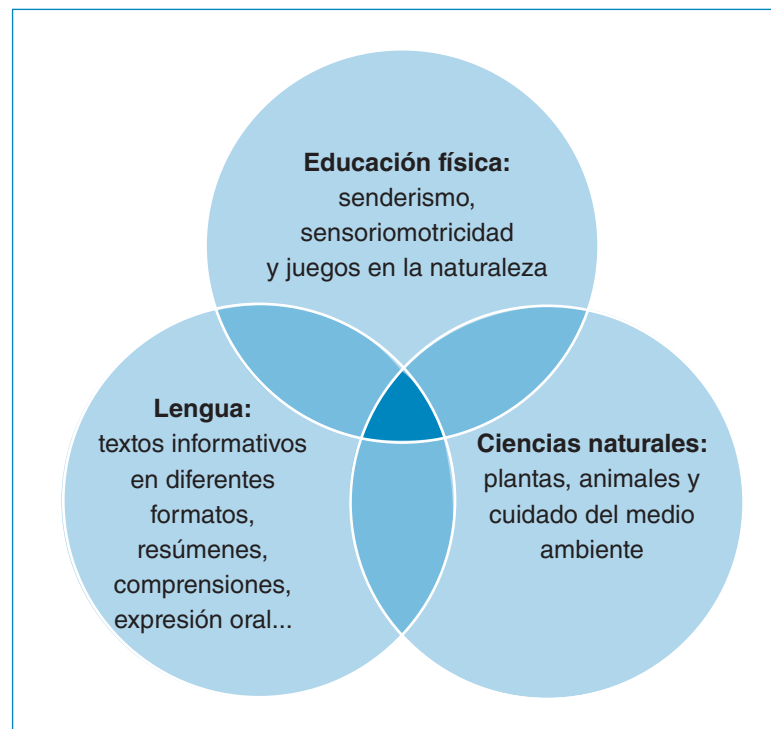 Educación física:
senderismo,
sensoriomotricidad
y juegos en la naturaleza
Lengua:
textos informativos
en diferentes
formatos,
resúmenes,
comprensiones,
expresión oral...
Ciencias naturales:
plantas, animales y
cuidado del medio
ambiente